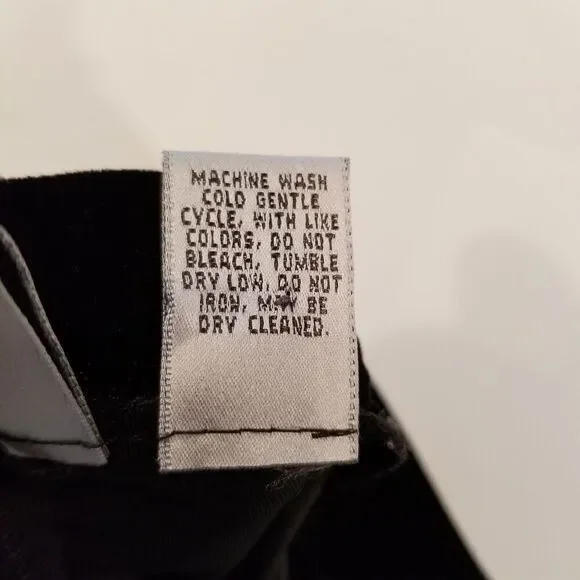 MACHINE WASH
COLD GENTLE
CYCLE, WITH LIKE
COLORS, DO NOT
BLEACH, TUMBLE
DRY LOW, DO NOT
IRON, MAY BE
DRY CLEANED.